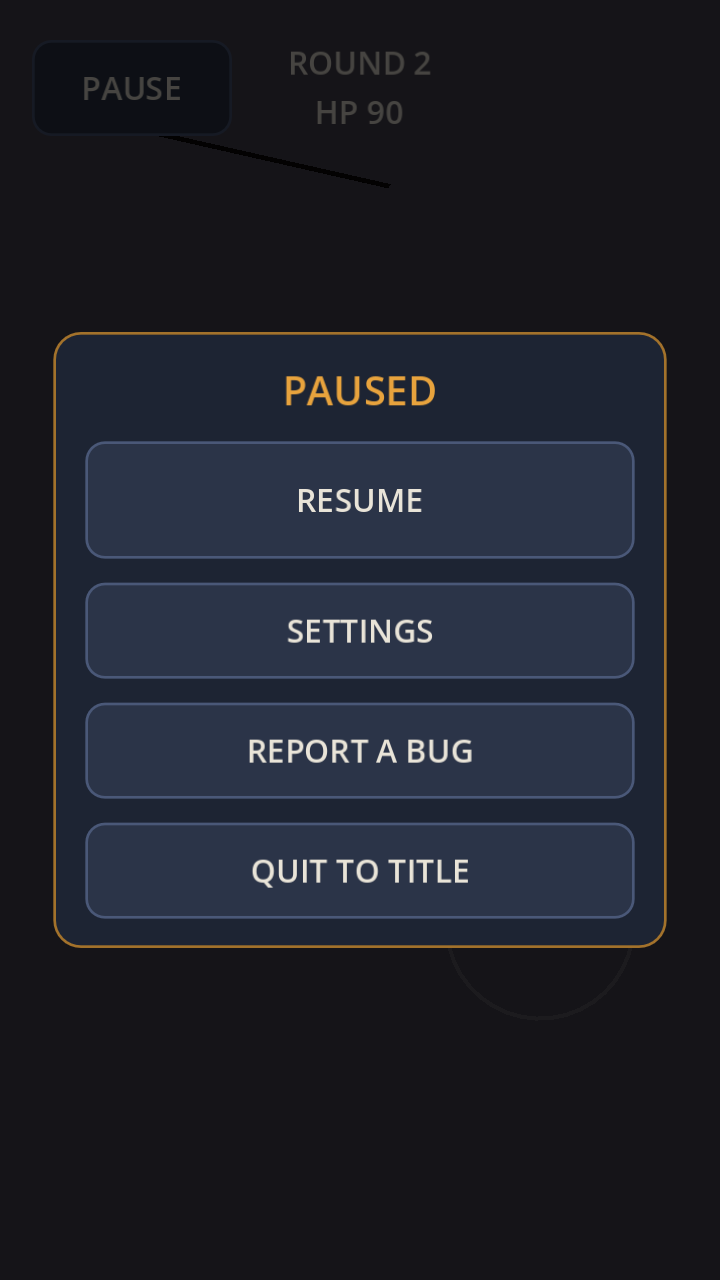 PAUSE
ROUND 2
HP 90
PAUSED
RESUME
SETTINGS
REPORT A BUG
QUIT TO TITLE